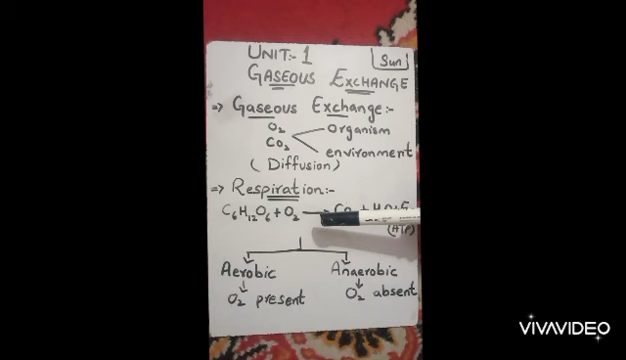 UNIT:- 1
Sun
GASEOUS EXCHANGE
⇒ Gaseous Exchange:-
O₂
CO₂
Organism
environment
(Diffusion)
⇒ Respiration:-
C₆H₁₂O₆ + O₂ →
(ATP)
Aerobic
Anaerobic
O₂ present
O₂ absent
VIVAVIDEO